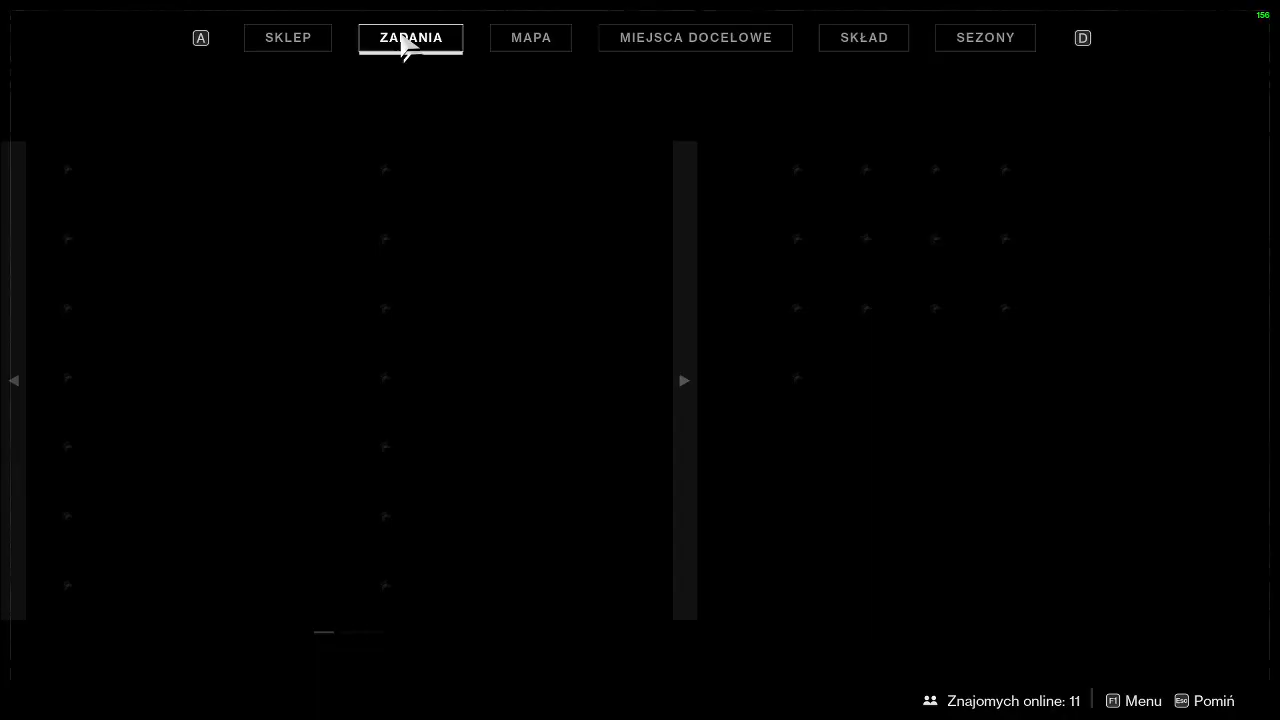 156
A SKLEP ZADANIA MAPA MIEJSCA DOCELOWE SKŁAD SEZONY D
Znajomych online: 11 F1 Menu Esc Pomiń